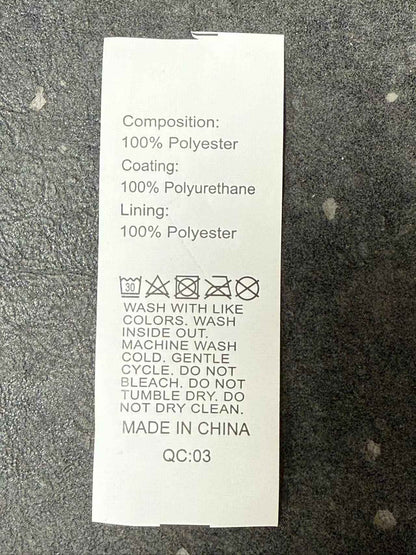 Composition:
100% Polyester
Coating:
100% Polyurethane
Lining:
100% Polyester
30
WASH WITH LIKE
COLORS. WASH
INSIDE OUT.
MACHINE WASH
COLD. GENTLE
CYCLE. DO NOT
BLEACH. DO NOT
TUMBLE DRY. DO
NOT DRY CLEAN.
MADE IN CHINA
QC:03